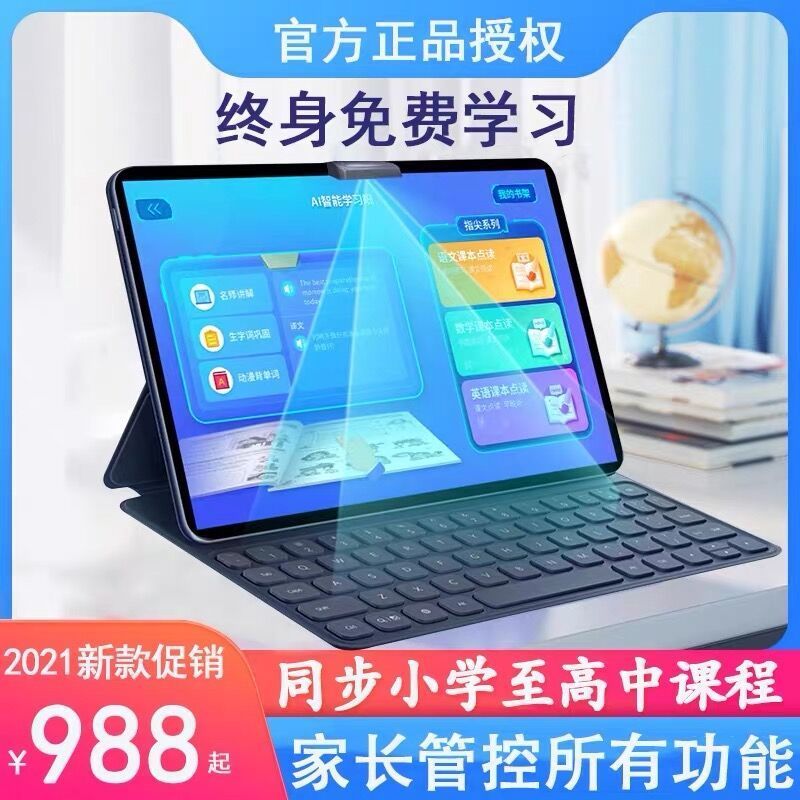 官方正品授权
终身免费学习
AI智能学习机
我的书架
指尖系列
语文课本点读
名师讲解
生字词巩固
动漫背单词
译文
数学课本点读
英语课本点读
2021新款促销
¥988起
同步小学至高中课程
家长管控所有功能